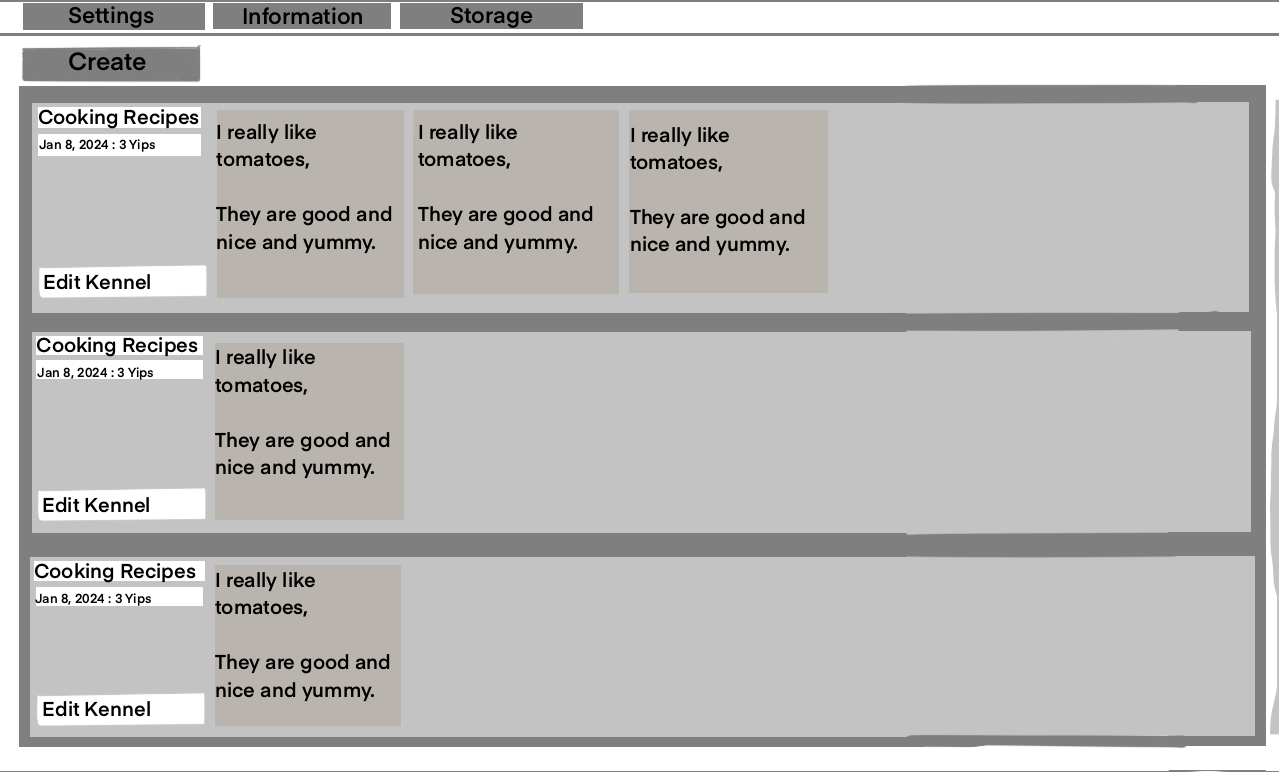 Settings
Information
Storage
Create
Cooking Recipes
Jan 8, 2024 : 3 Yips
I really like
tomatoes,
They are good and
nice and yummy.
I really like
tomatoes,
They are good and
nice and yummy.
I really like
tomatoes,
They are good and
nice and yummy.
Edit Kennel
Cooking Recipes
Jan 8, 2024 : 3 Yips
I really like
tomatoes,
They are good and
nice and yummy.
Edit Kennel
Cooking Recipes
Jan 8, 2024 : 3 Yips
I really like
tomatoes,
They are good and
nice and yummy.
Edit Kennel